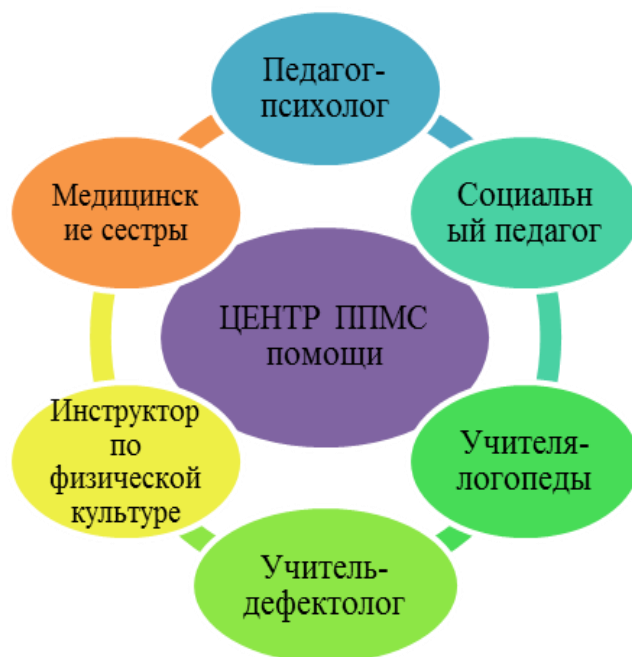 Педагог-
психолог
Социальн
ый педагог
Учителя-
логопеды
Учитель-
дефектолог
Инструктор
по
физической
культуре
Медицинск
ие сестры
ЦЕНТР ППМС
помощи